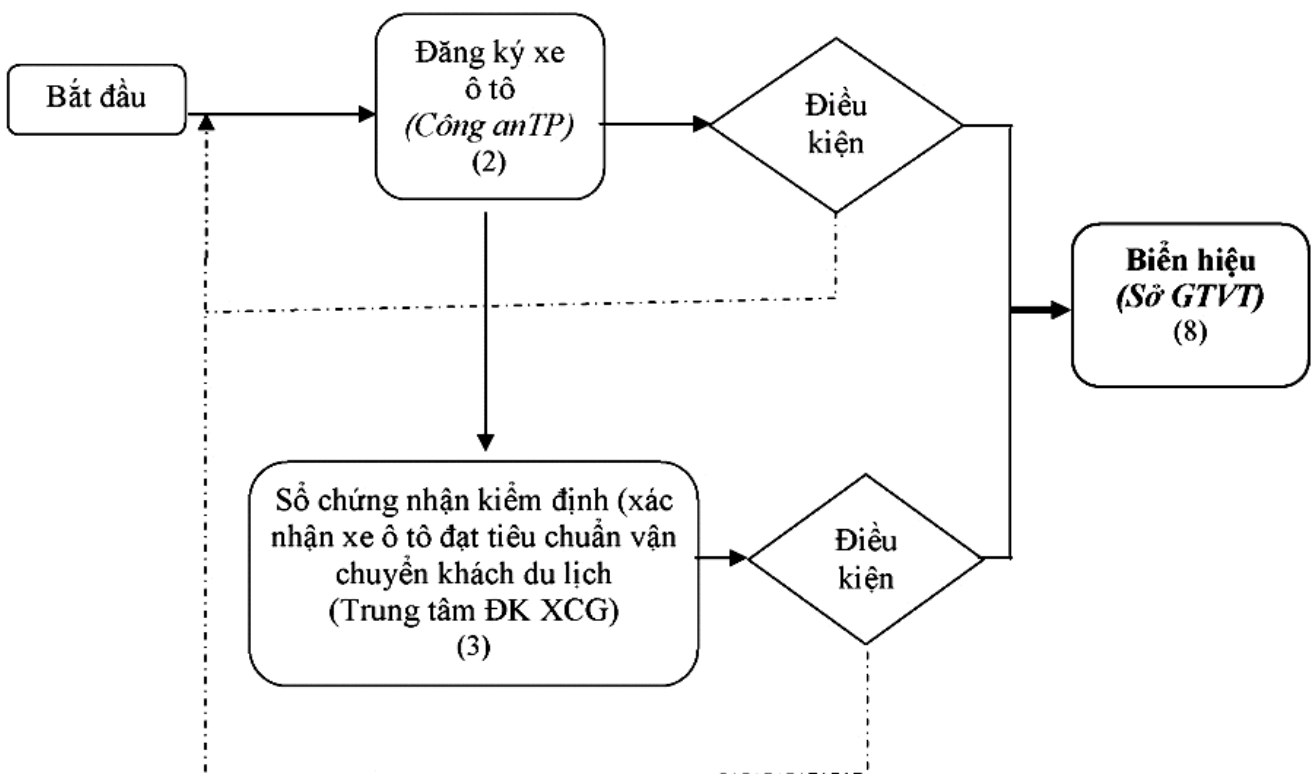 Bắt đầu
Đăng ký xe
ô tô
(Công anTP)
(2)
Điều
kiện
Biển hiệu
(Sở GTVT)
(8)
Sổ chứng nhận kiểm định (xác
nhận xe ô tô đạt tiêu chuẩn vận
chuyển khách du lịch
(Trung tâm ĐK XCG)
(3)
Điều
kiện